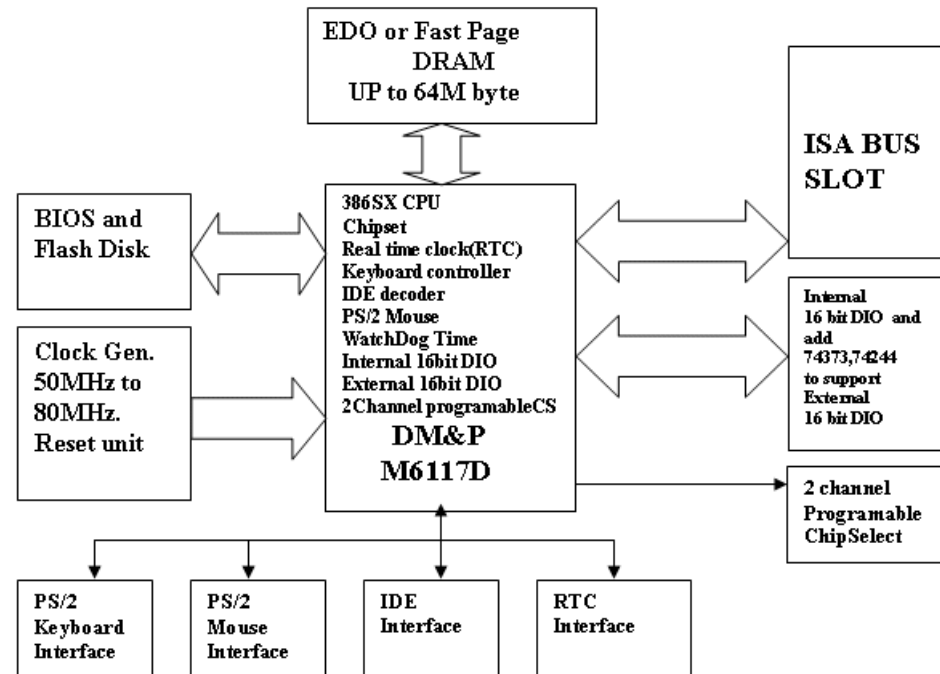 EDO or Fast Page
DRAM
UP to 64M byte
ISA BUS
SLOT
BIOS and
Flash Disk
386SX CPU
Chipset
Real time clock(RTC)
Keyboard controller
IDE decoder
PS/2 Mouse
WatchDog Time
Internal 16bit DIO
External 16bit DIO
2Channel programableCS
DM&P
M6117D
Internal
16 bit DIO and
add
74373,74244
to support
External
16 bit DIO
Clock Gen.
50MHz to
80MHz.
Reset unit
2 channel
Programable
ChipSelect
PS/2
Keyboard
Interface
PS/2
Mouse
Interface
IDE
Interface
RTC
Interface